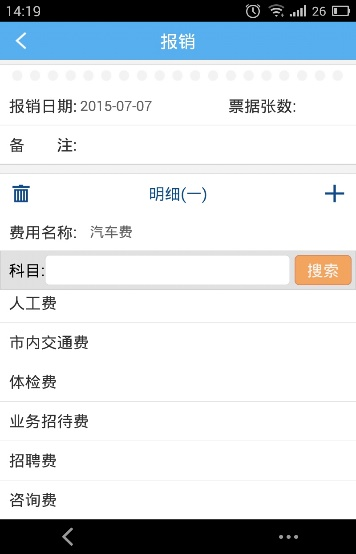 14:19 26
报销
报销日期: 2015-07-07 票据张数:
备 注:
明细(一)
费用名称: 汽车费
科目: 搜索
人工费
市内交通费
体检费
业务招待费
招聘费
咨询费